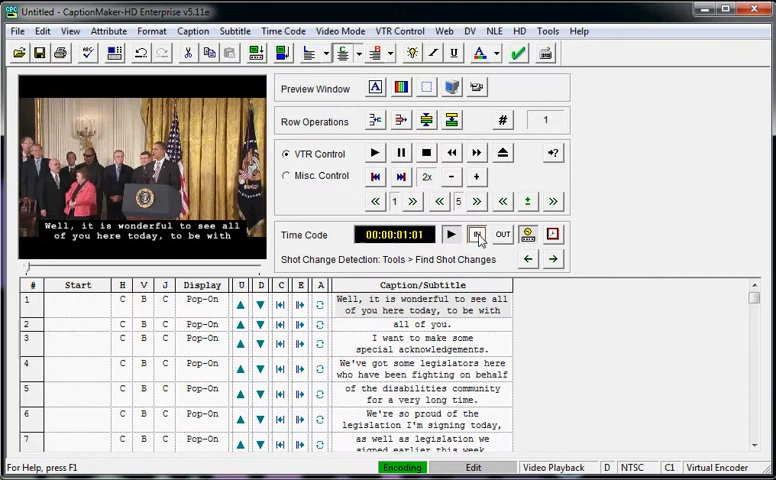 Untitled - CaptionMaker-HD Enterprise v5.11e
File Edit View Attribute Format Caption Subtitle Time Code Video Mode VTR Control Web DV NLE HD Tools Help
Preview Window
Row Operations # 1
VTR Control
Misc. Control 2x - +
1 5 ±
Time Code 00:00:01:01 IN OUT
Shot Change Detection: Tools > Find Shot Changes
Well, it is wonderful to see all
of you here today, to be with
# Start H V J Display U D C E A Caption/Subtitle
1 C B C Pop-On Well, it is wonderful to see all
of you here today, to be with
2 C B C Pop-On all of you.
3 C B C Pop-On I want to make some
special acknowledgements.
4 C B C Pop-On We've got some legislators here
who have been fighting on behalf
5 C B C Pop-On of the disabilities community
for a very long time.
6 C B C Pop-On We're so proud of the
legislation I'm signing today,
7 C B C Pop-On as well as legislation we
signed earlier this week
For Help, press F1 Encoding Edit Video Playback D NTSC C1 Virtual Encoder